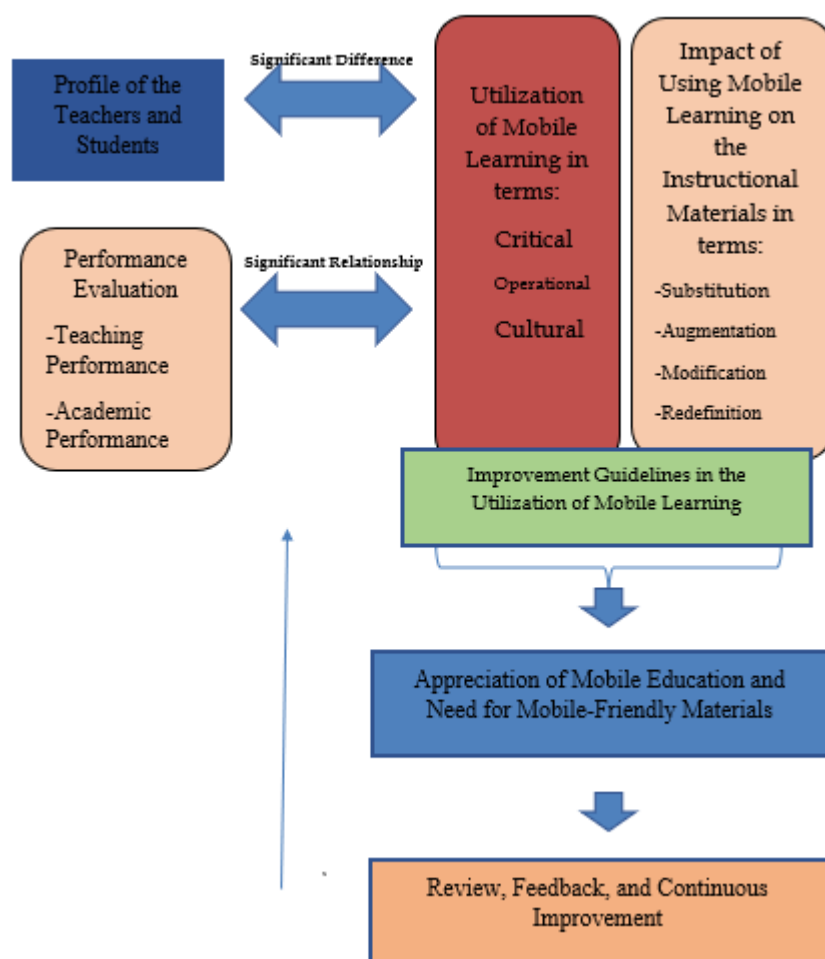 Profile of the
Teachers and
Students
Significant Difference
Utilization
of Mobile
Learning in
terms:
Critical
Operational
Cultural
Impact of
Using Mobile
Learning on
the
Instructional
Materials in
terms:
-Substitution
-Augmentation
-Modification
-Redefinition
Performance
Evaluation
-Teaching
Performance
-Academic
Performance
Significant Relationship
Improvement Guidelines in the
Utilization of Mobile Learning
Appreciation of Mobile Education and
Need for Mobile-Friendly Materials
Review, Feedback, and Continuous
Improvement